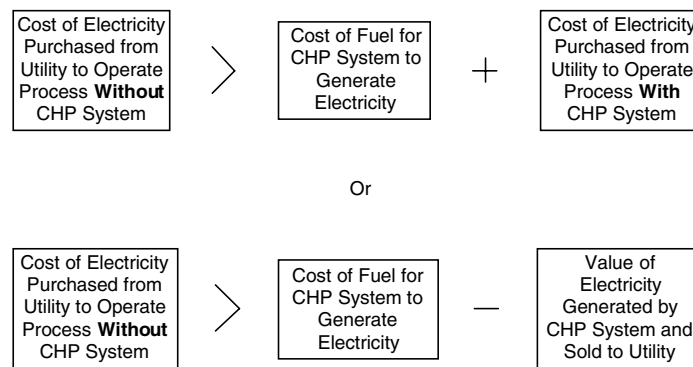 Cost of Electricity
Purchased from
Utility to Operate
Process Without
CHP System
>
Cost of Fuel for
CHP System to
Generate
Electricity
+
Cost of Electricity
Purchased from
Utility to Operate
Process With
CHP System
Or
Cost of Electricity
Purchased from
Utility to Operate
Process Without
CHP System
>
Cost of Fuel for
CHP System to
Generate
Electricity
−
Value of
Electricity
Generated by
CHP System and
Sold to Utility